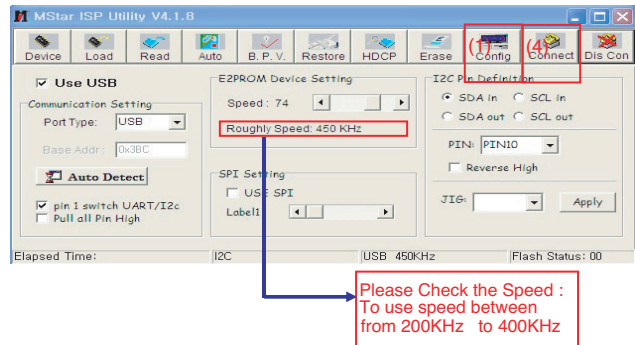 MStar ISP Utility V4.1.8
Device Load Read Auto B.P.V. Restore HDCP Erase Config Connect Dis Con
(1) (4)
Use USB
Communication Setting
Port Type: USB
Base Addr: 0x3BC
Auto Detect
pin 1 switch UART/I2c
Pull all Pin High
E2PROM Device Setting
Speed : 74
Roughly Speed: 450 KHz
SPI Setting
USE SPI
Label1
I2C Pin Definition
SDA in SCL in
SDA out SCL out
PIN: PIN10
Reverse High
JIG: Apply
Elapsed Time: I2C USB 450KHz Flash Status: 00
Please Check the Speed :
To use speed between
from 200KHz to 400KHz